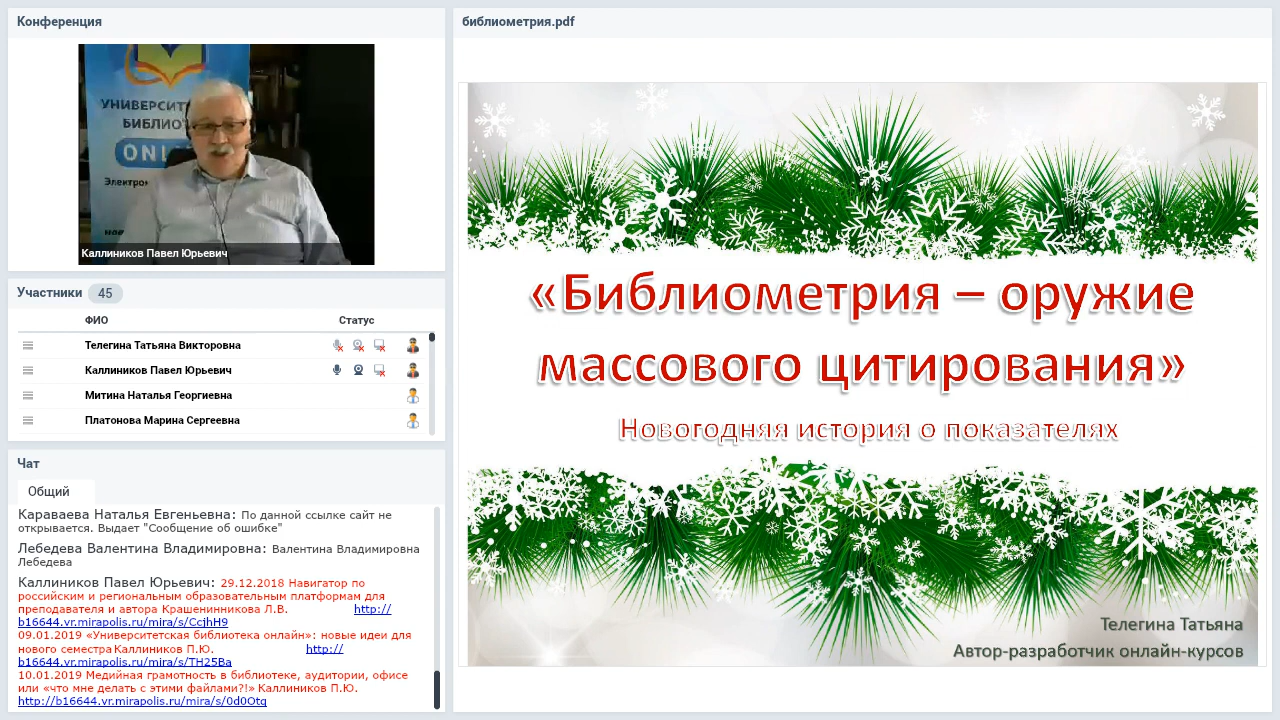 Конференция
УНИВЕРСИТ
БИБЛИО
ONL
Электрон
Каллиников Павел Юрьевич
Участники 45
ФИО Статус
Телегина Татьяна Викторовна
Каллиников Павел Юрьевич
Митина Наталья Георгиевна
Платонова Марина Сергеевна
Чат
Общий
Караваева Наталья Евгеньевна: По данной ссылке сайт не
открывается. Выдает "Сообщение об ошибке"
Лебедева Валентина Владимировна: Валентина Владимировна
Лебедева
Каллиников Павел Юрьевич: 29.12.2018 Навигатор по
российским и региональным образовательным платформам для
преподавателя и автора Крашенинникова Л.В. http://
b16644.vr.mirapolis.ru/mira/s/CcjhH9
09.01.2019 «Университетская библиотека онлайн»: новые идеи для
нового семестра Каллиников П.Ю. http://
b16644.vr.mirapolis.ru/mira/s/TH25Ba
10.01.2019 Медийная грамотность в библиотеке, аудитории, офисе
или «что мне делать с этими файлами?!» Каллиников П.Ю.
http://b16644.vr.mirapolis.ru/mira/s/0d0Otq
библиометрия.pdf
«Библиометрия – оружие
массового цитирования»
Новогодняя история о показателях
Телегина Татьяна
Автор-разработчик онлайн-курсов